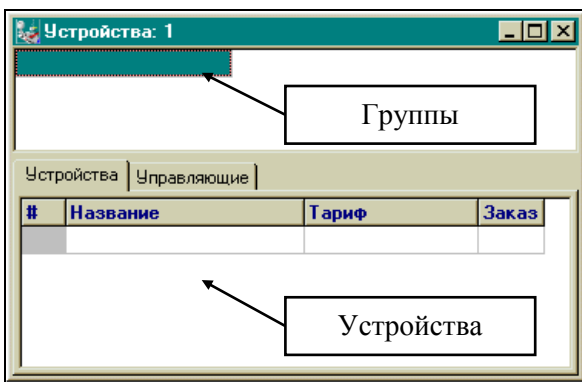 Устройства: 1
Группы
Устройства Управляющие
# Название Тариф Заказ
Устройства